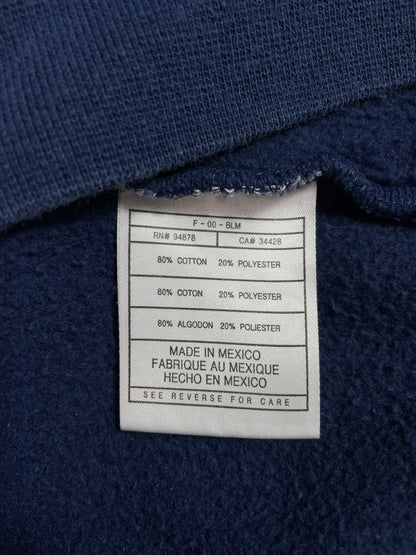 F - 00 - BLM
RN# 94878 CA# 34428
80% COTTON 20% POLYESTER
80% COTON 20% POLYESTER
80% ALGODON 20% POLIESTER
MADE IN MEXICO
FABRIQUE AU MEXIQUE
HECHO EN MEXICO
SEE REVERSE FOR CARE